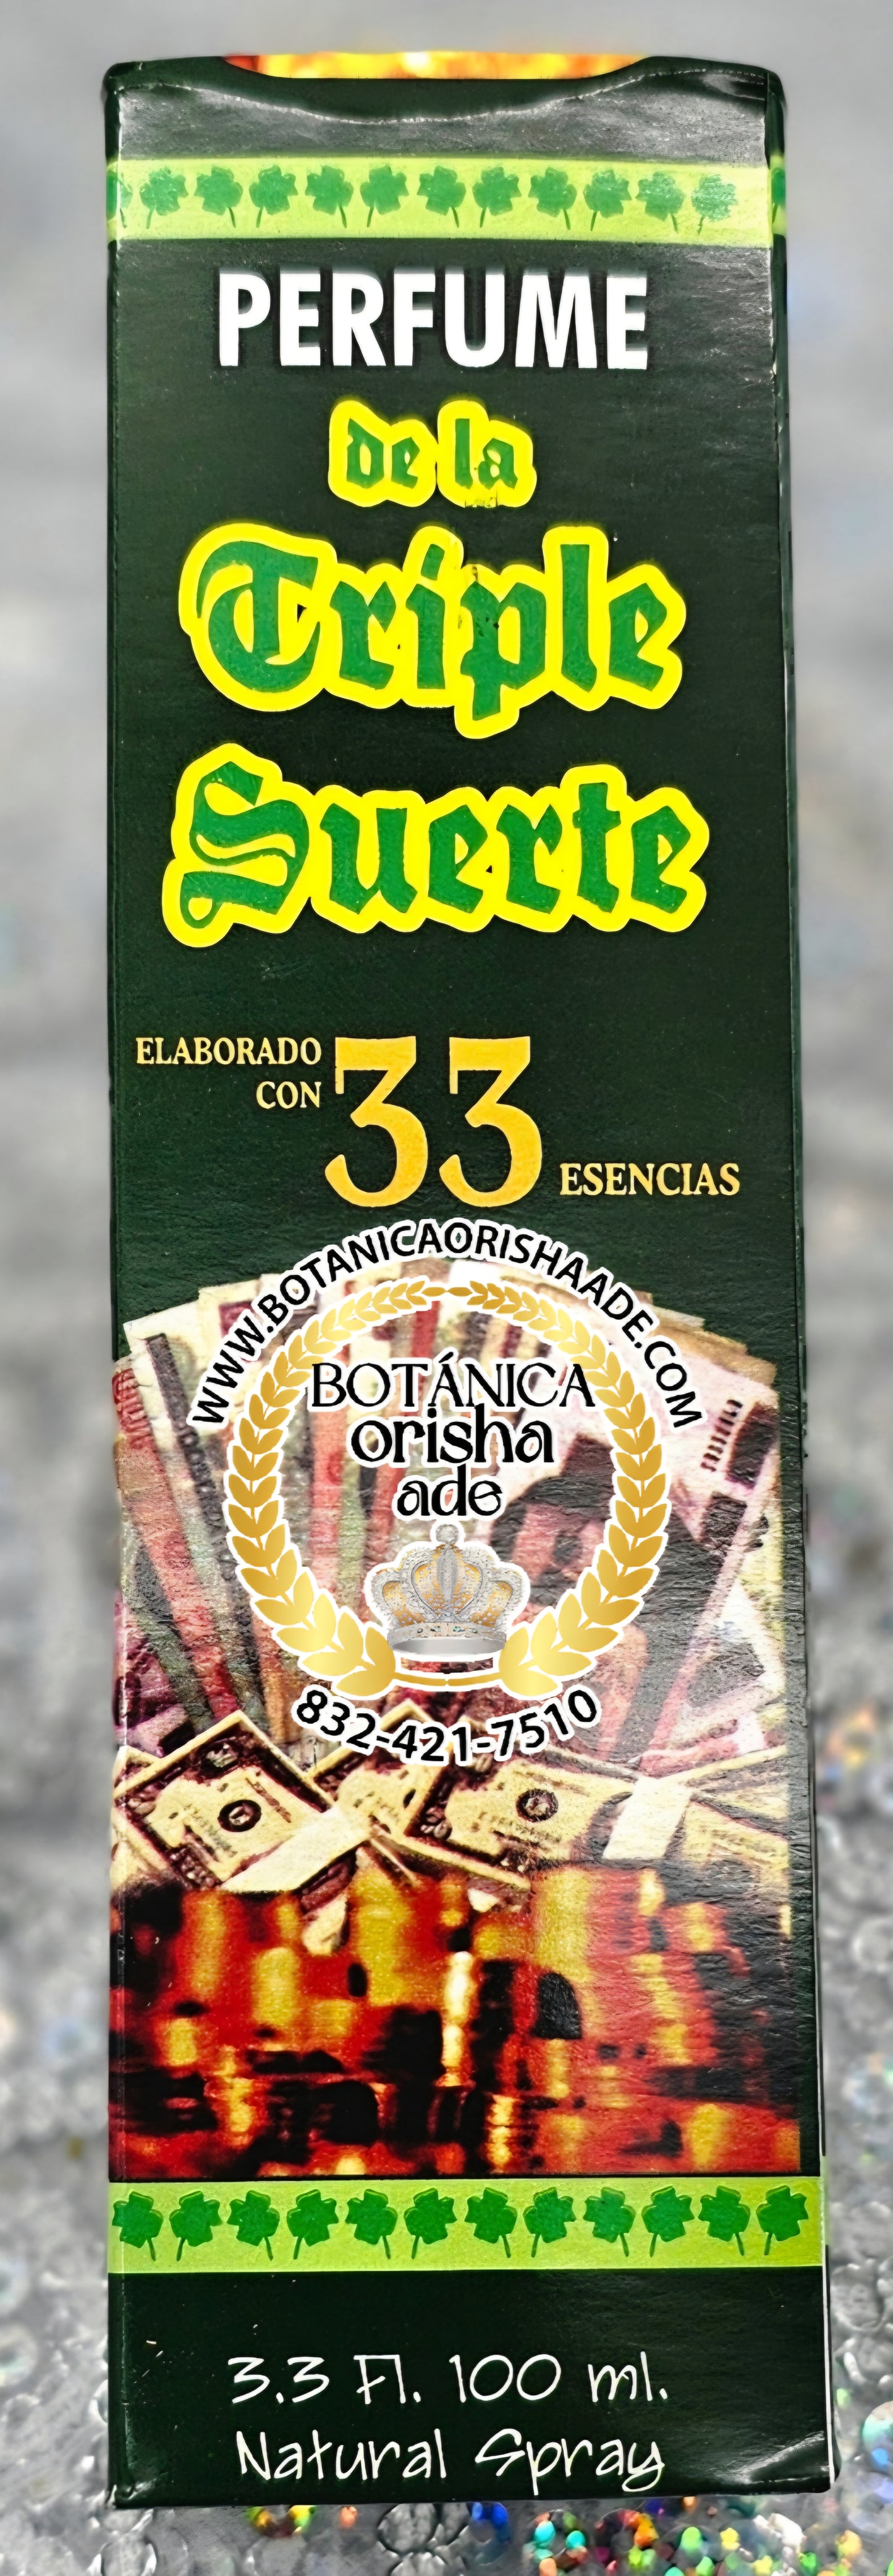 PERFUME
de la
Triple
Suerte
ELABORADO
CON
33
ESENCIAS
WWW.BOTANICAORISHAADE.COM
BOTÁNICA
orisha
ade
832-421-7510
3.3 Fl. 100 ml.
Natural Spray